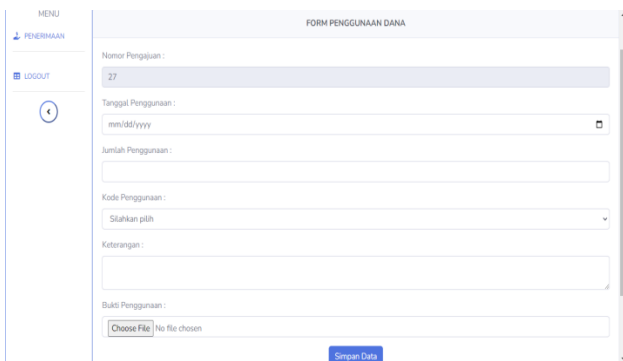 MENU
PENERIMAAN
LOGOUT
FORM PENGGUNAAN DANA
Nomor Pengajuan :
27
Tanggal Penggunaan :
mm/dd/yyyy
Jumlah Penggunaan :
Kode Penggunaan :
Silahkan pilih
Keterangan :
Bukti Penggunaan :
Choose File No file chosen
Simpan Data